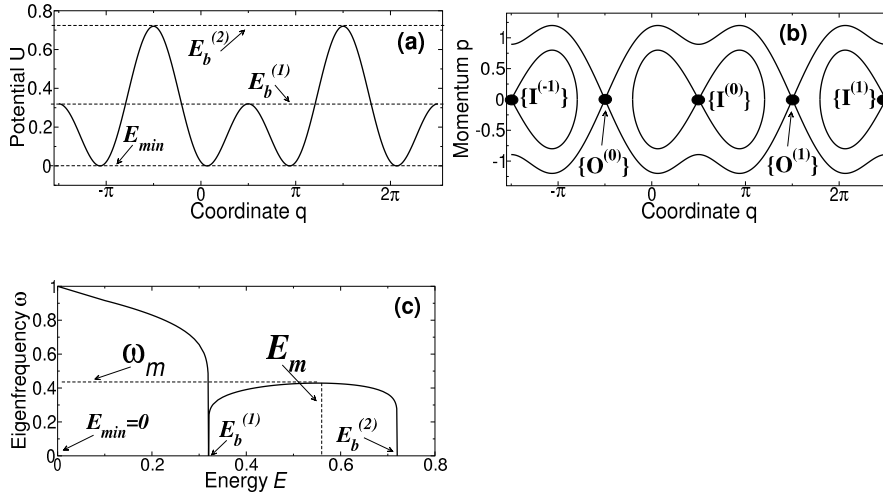 0.8
0.6
0.4
0.2
0
Potential U
E_b^(2)
(a)
E_b^(1)
E_min
-π
0
π
2π
Coordinate q
1
0.5
0
-0.5
-1
Momentum p
(b)
{I^(-1)}
{I^(0)}
{I^(1)}
{O^(0)}
{O^(1)}
-π
0
π
2π
Coordinate q
1
0.8
0.6
0.4
0.2
0
Eigenfrequency ω
(c)
ω_m
E_m
E_min=0
E_b^(1)
E_b^(2)
0
0.2
0.4
0.6
0.8
Energy E